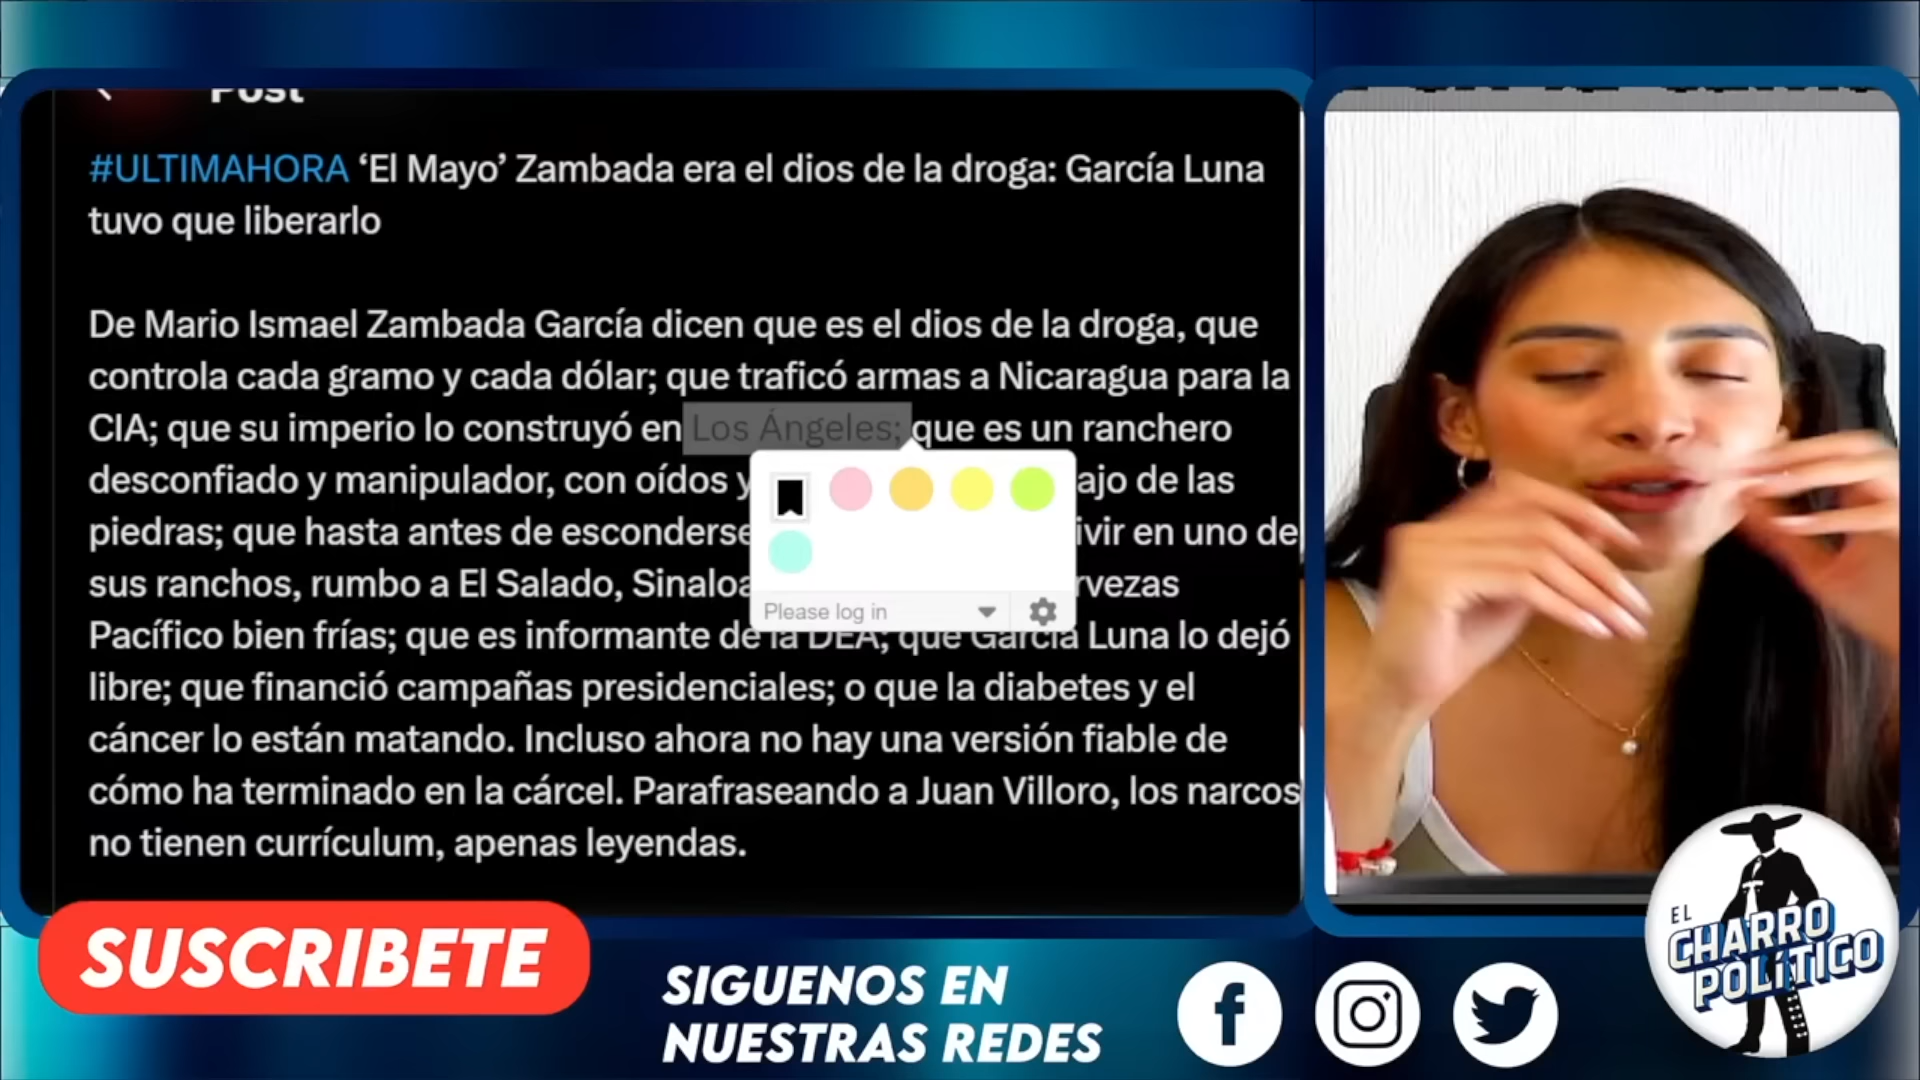 Post
#ULTIMAHORA ‘El Mayo’ Zambada era el dios de la droga: García Luna
tuvo que liberarlo
De Mario Ismael Zambada García dicen que es el dios de la droga, que
controla cada gramo y cada dólar; que traficó armas a Nicaragua para la
CIA; que su imperio lo construyó en Los Ángeles; que es un ranchero
desconfiado y manipulador, con oídos y ajo de las
piedras; que hasta antes de esconderse ivir en uno de
sus ranchos, rumbo a El Salado, Sinaloa rvezas
Pacífico bien frías; que es informante de la DEA; que García Luna lo dejó
libre; que financió campañas presidenciales; o que la diabetes y el
cáncer lo están matando. Incluso ahora no hay una versión fiable de
cómo ha terminado en la cárcel. Parafraseando a Juan Villoro, los narcos
no tienen currículum, apenas leyendas.
Please log in
SUSCRIBETE
SIGUENOS EN
NUESTRAS REDES
EL
CHARRO
POLÍTICO